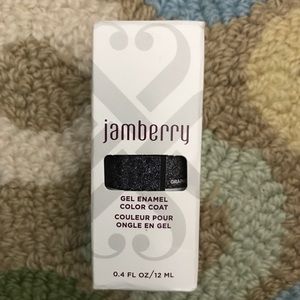 jamberry
GEL ENAMEL
COLOR COAT
COULEUR POUR
ONGLE EN GEL
0.4 FL OZ/12 ML